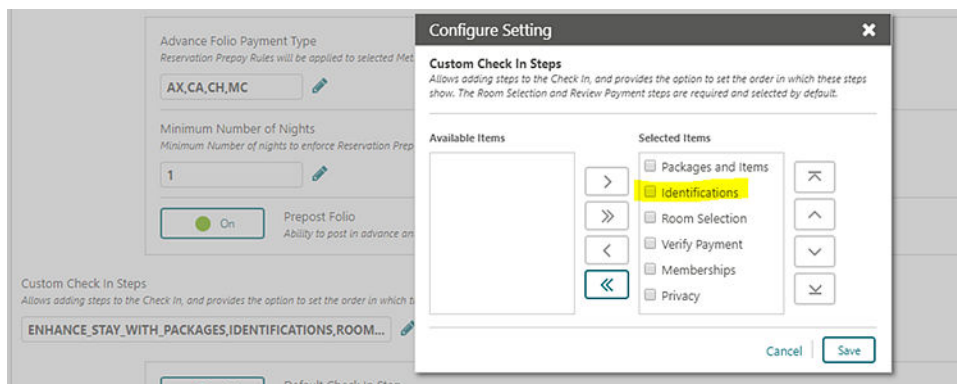 Advance Folio Payment Type
Reservation Prepay Rules will be applied to selected Met
AX,CA,CH,MC
Minimum Number of Nights
Minimum Number of nights to enforce Reservation Prep
1
On
Prepost Folio
Ability to post in advance an
Custom Check In Steps
Allows adding steps to the Check In, and provides the option to set the order in which t
ENHANCE_STAY_WITH_PACKAGES,IDENTIFICATIONS,ROOM...
Default Check In Step
Configure Setting
Custom Check In Steps
Allows adding steps to the Check In, and provides the option to set the order in which these steps
show. The Room Selection and Review Payment steps are required and selected by default.
Available Items
Selected Items
Packages and Items
Identifications
Room Selection
Verify Payment
Memberships
Privacy
Cancel
Save